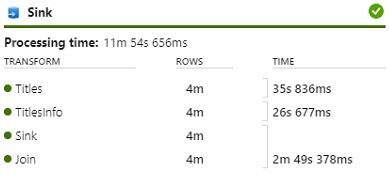 Sink
Processing time: 11m 54s 656ms
TRANSFORM ROWS TIME
Titles 4m 35s 836ms
TitlesInfo 4m 26s 677ms
Sink 4m
Join 4m 2m 49s 378ms